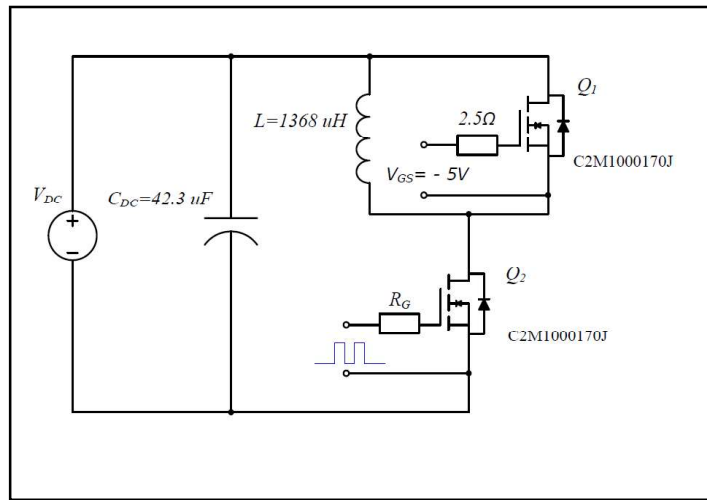 Q1
L=1368 uH
2.5Ω
C2M1000170J
VGS= - 5V
VDC
CDC=42.3 uF
Q2
RG
C2M1000170J